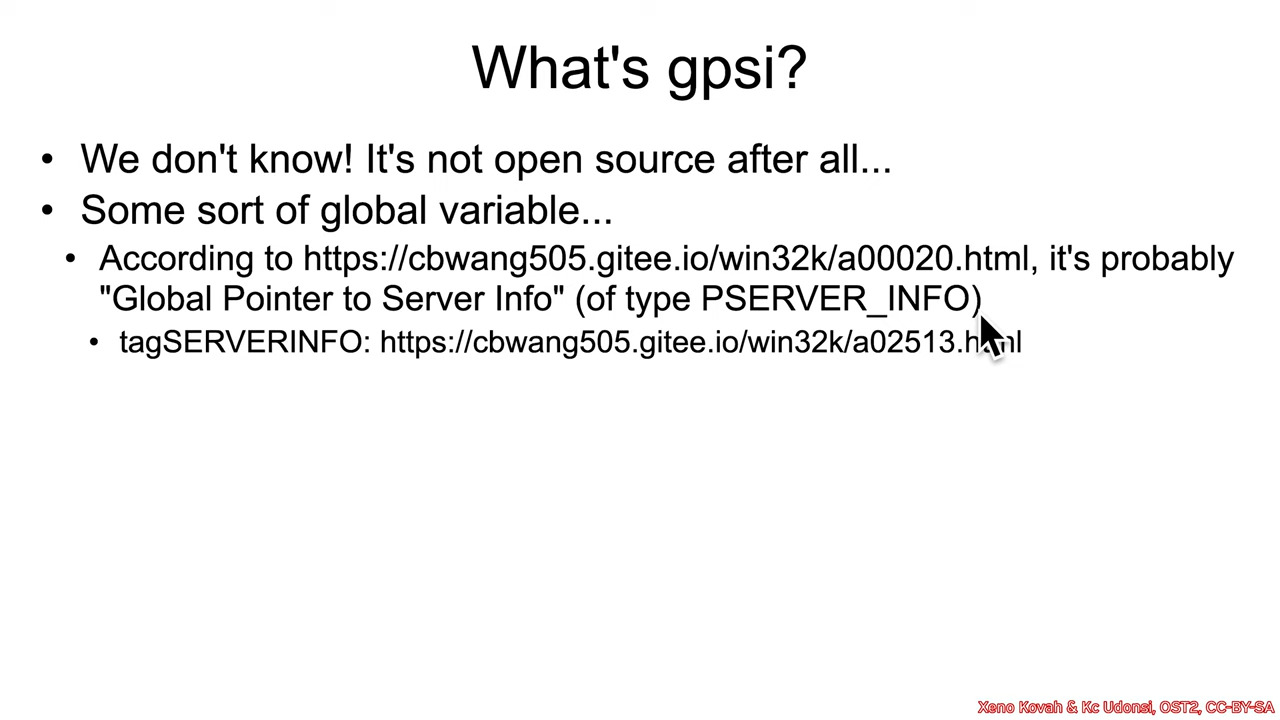 What's gpsi?
• We don't know! It's not open source after all...
• Some sort of global variable...
• According to https://cbwang505.gitee.io/win32k/a00020.html, it's probably
"Global Pointer to Server Info" (of type PSERVER_INFO)
• tagSERVERINFO: https://cbwang505.gitee.io/win32k/a02513.html
Xeno Kovah & Kc Udonsi, OST2, CC-BY-SA